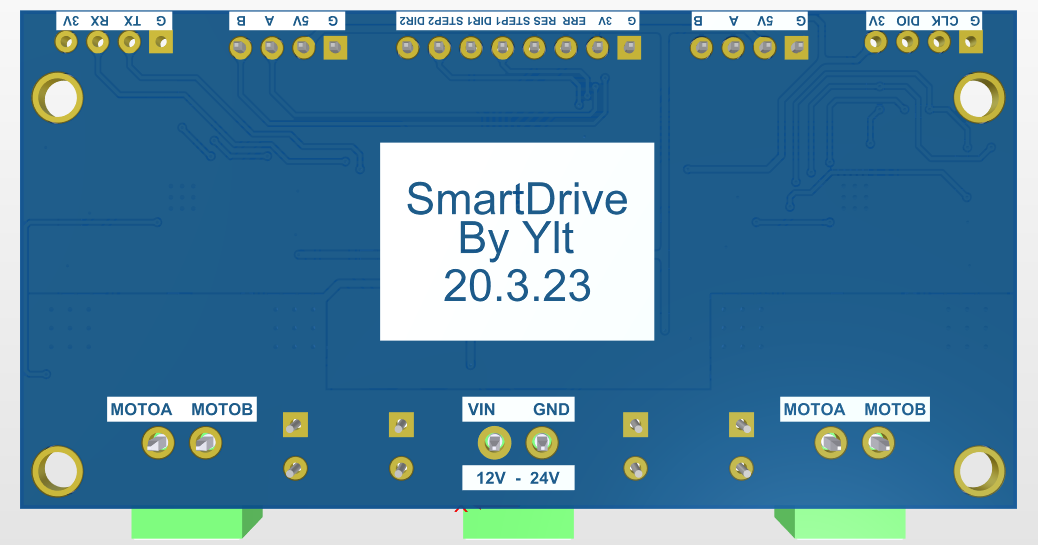 3V RX TX G
B A 5V G
DIR2 STEP2 DIR1 STEP1 RES ERR 3V G
B A 5V G
3V DIO CLK G
SmartDrive
By Ylt
20.3.23
MOTOA MOTOB
VIN GND
MOTOA MOTOB
12V - 24V